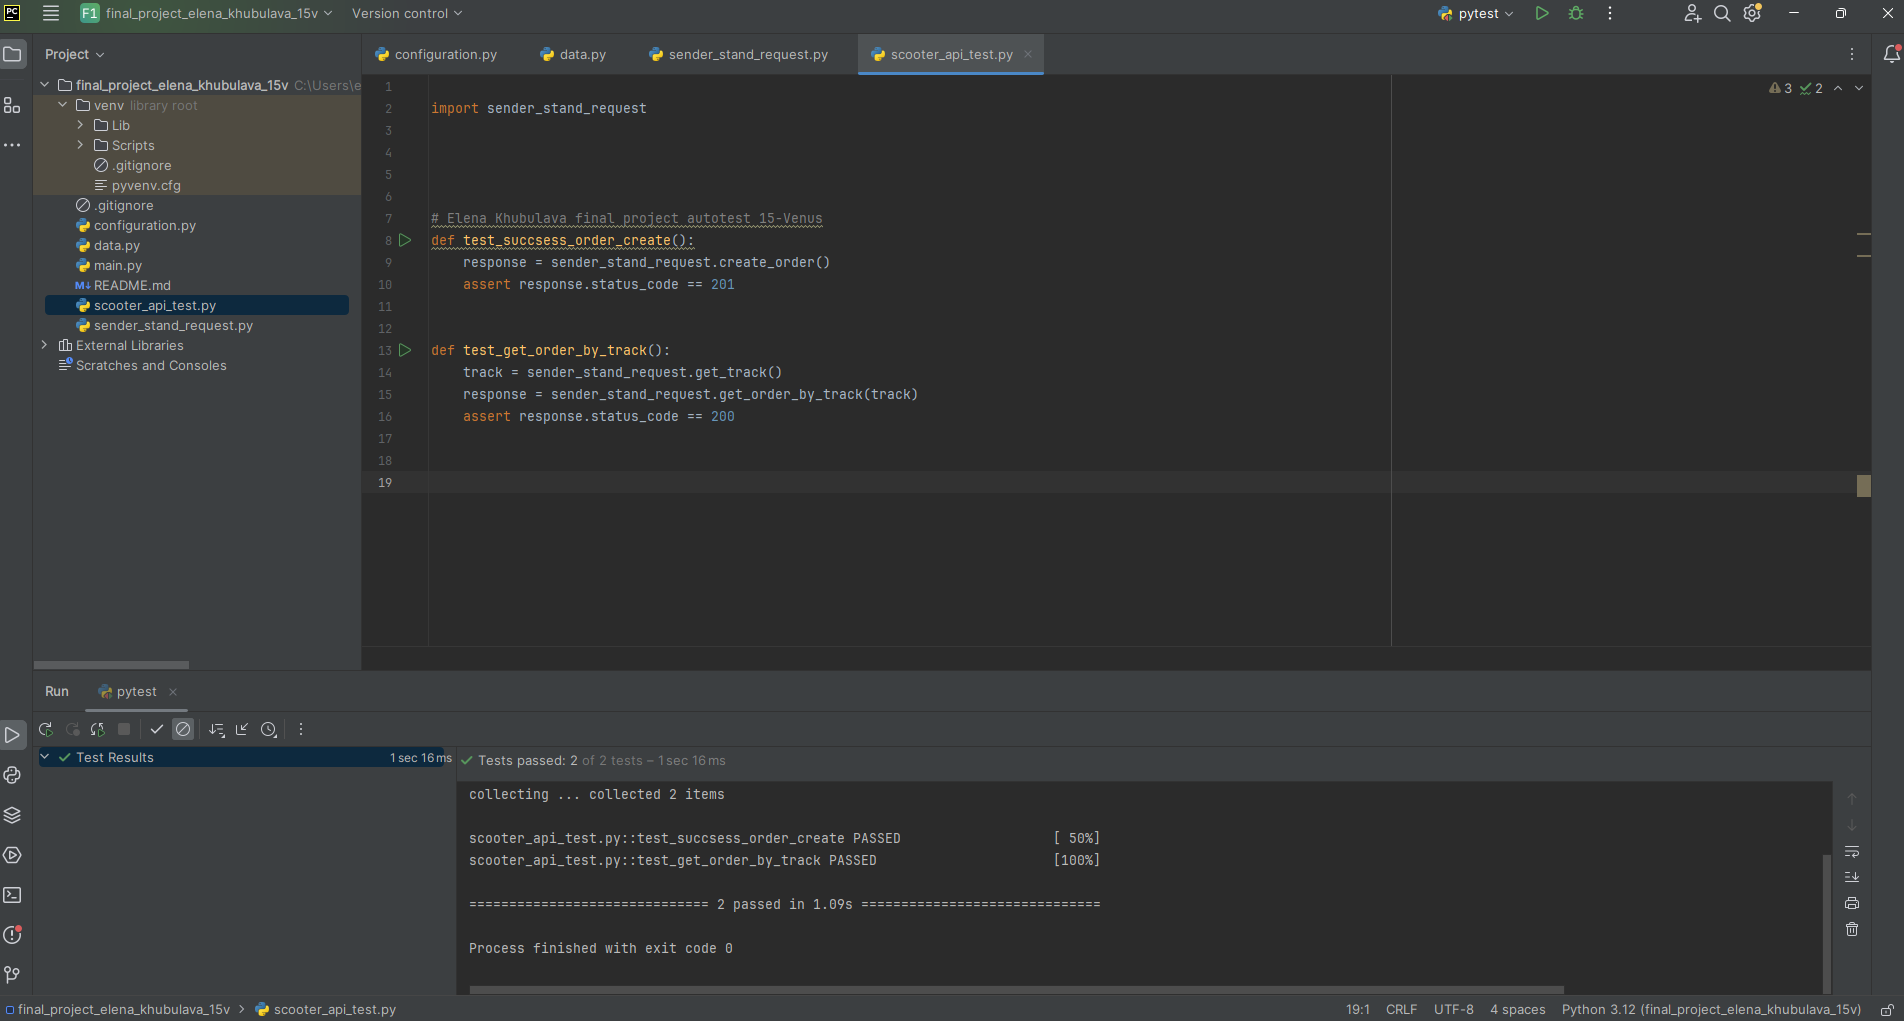 PC
F1 final_project_elena_khubulava_15v Version control pytest
Project
configuration.py data.py sender_stand_request.py scooter_api_test.py
final_project_elena_khubulava_15v C:\Users\e
venv library root
Lib
Scripts
.gitignore
pyvenv.cfg
.gitignore
configuration.py
data.py
main.py
M↓ README.md
scooter_api_test.py
sender_stand_request.py
External Libraries
Scratches and Consoles
3 2
1
2 import sender_stand_request
3
4
5
6
7 # Elena Khubulava final project autotest 15-Venus
8 def test_succsess_order_create():
9 response = sender_stand_request.create_order()
10 assert response.status_code == 201
11
12
13 def test_get_order_by_track():
14 track = sender_stand_request.get_track()
15 response = sender_stand_request.get_order_by_track(track)
16 assert response.status_code == 200
17
18
19
Run pytest
Test Results 1 sec 16 ms
Tests passed: 2 of 2 tests – 1 sec 16 ms
collecting ... collected 2 items
scooter_api_test.py::test_succsess_order_create PASSED [ 50%]
scooter_api_test.py::test_get_order_by_track PASSED [100%]
============================== 2 passed in 1.09s ==============================
Process finished with exit code 0
final_project_elena_khubulava_15v > scooter_api_test.py
19:1 CRLF UTF-8 4 spaces Python 3.12 (final_project_elena_khubulava_15v)